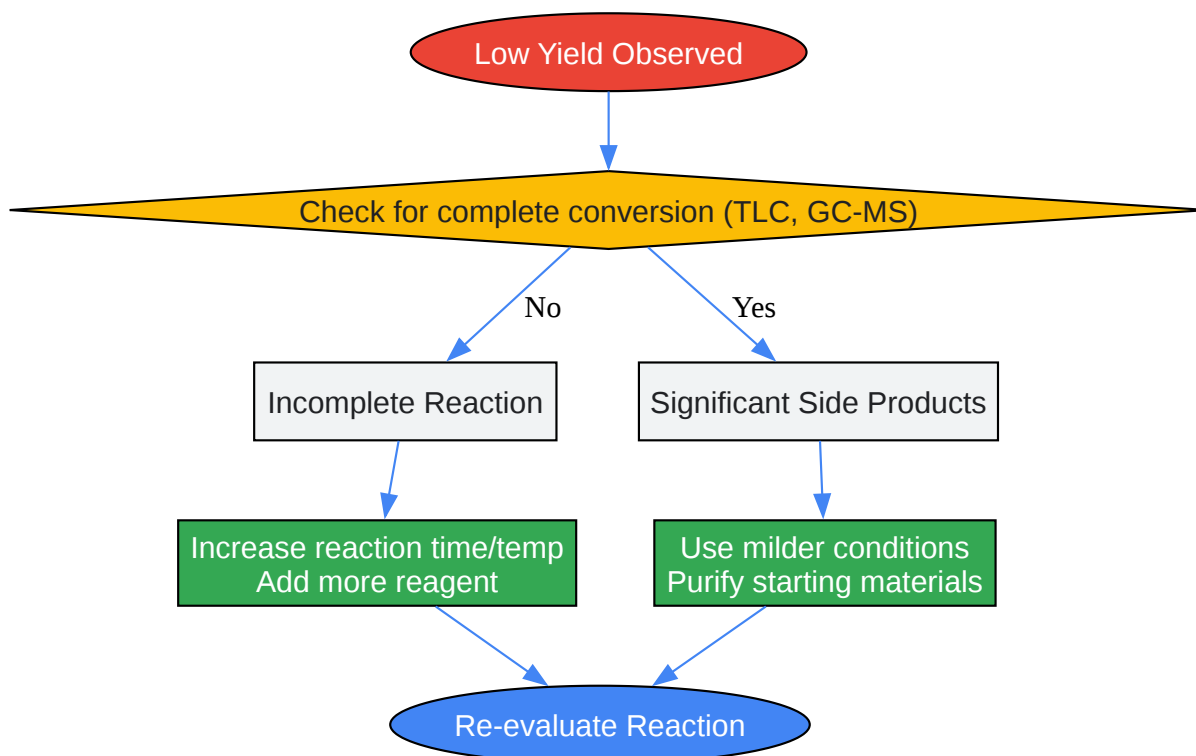 Low Yield Observed
Check for complete conversion (TLC, GC-MS)
No
Yes
Incomplete Reaction
Significant Side Products
Increase reaction time/temp
Add more reagent
Use milder conditions
Purify starting materials
Re-evaluate Reaction